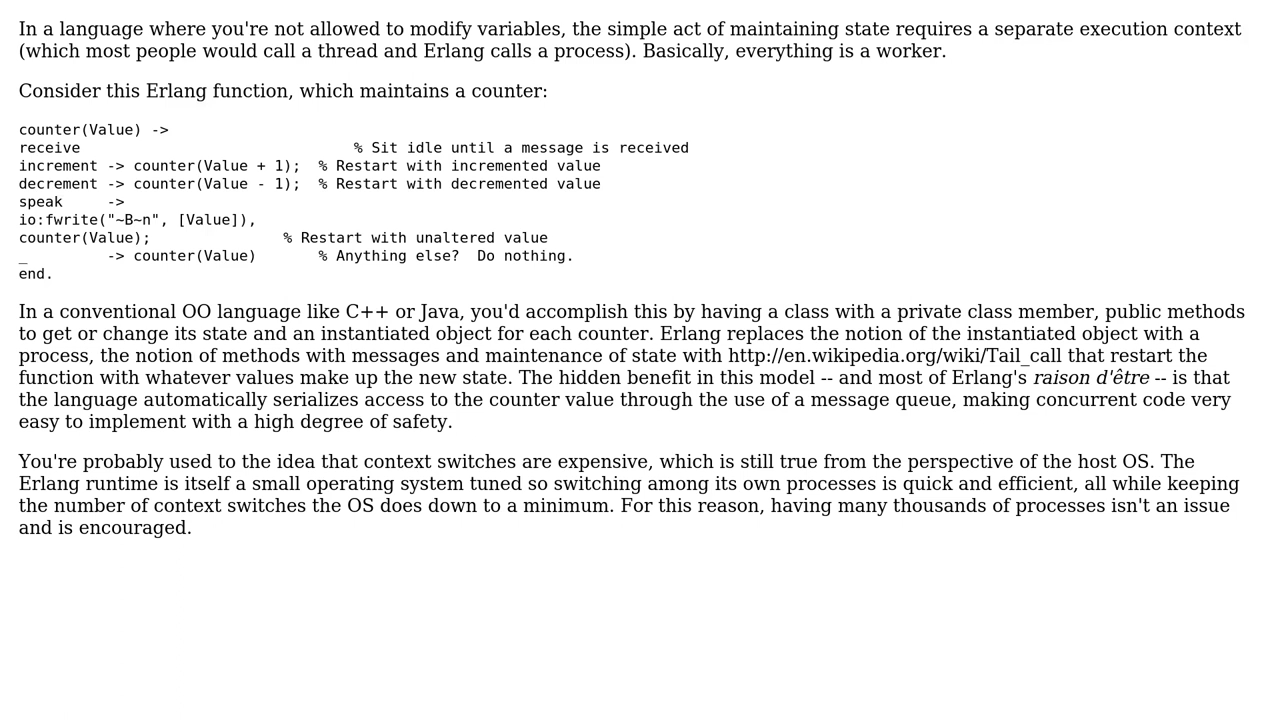 In a language where you're not allowed to modify variables, the simple act of maintaining state requires a separate execution context
(which most people would call a thread and Erlang calls a process). Basically, everything is a worker.
Consider this Erlang function, which maintains a counter:
counter(Value) ->
receive                               % Sit idle until a message is received
increment -> counter(Value + 1);  % Restart with incremented value
decrement -> counter(Value - 1);  % Restart with decremented value
speak     ->
io:fwrite("~B~n", [Value]),
counter(Value);               % Restart with unaltered value
_         -> counter(Value)       % Anything else?  Do nothing.
end.
In a conventional OO language like C++ or Java, you'd accomplish this by having a class with a private class member, public methods
to get or change its state and an instantiated object for each counter. Erlang replaces the notion of the instantiated object with a
process, the notion of methods with messages and maintenance of state with http://en.wikipedia.org/wiki/Tail_call that restart the
function with whatever values make up the new state. The hidden benefit in this model -- and most of Erlang's raison d'être -- is that
the language automatically serializes access to the counter value through the use of a message queue, making concurrent code very
easy to implement with a high degree of safety.
You're probably used to the idea that context switches are expensive, which is still true from the perspective of the host OS. The
Erlang runtime is itself a small operating system tuned so switching among its own processes is quick and efficient, all while keeping
the number of context switches the OS does down to a minimum. For this reason, having many thousands of processes isn't an issue
and is encouraged.